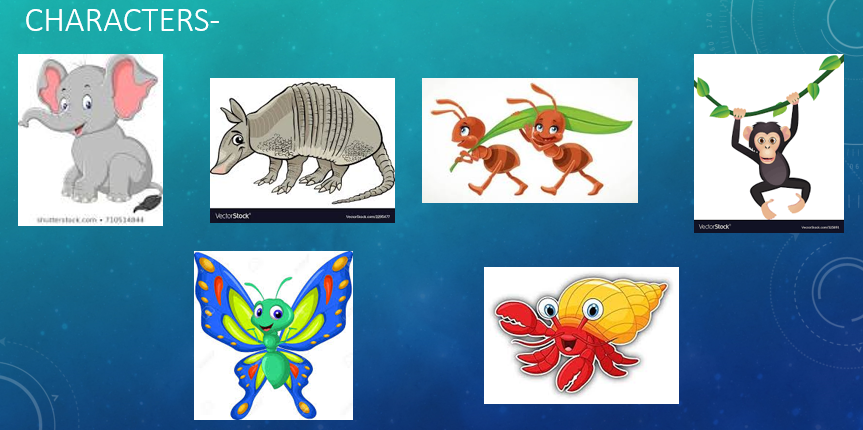 CHARACTERS-
shutterstock.com • 710514844
VectorStock®
VectorStock®